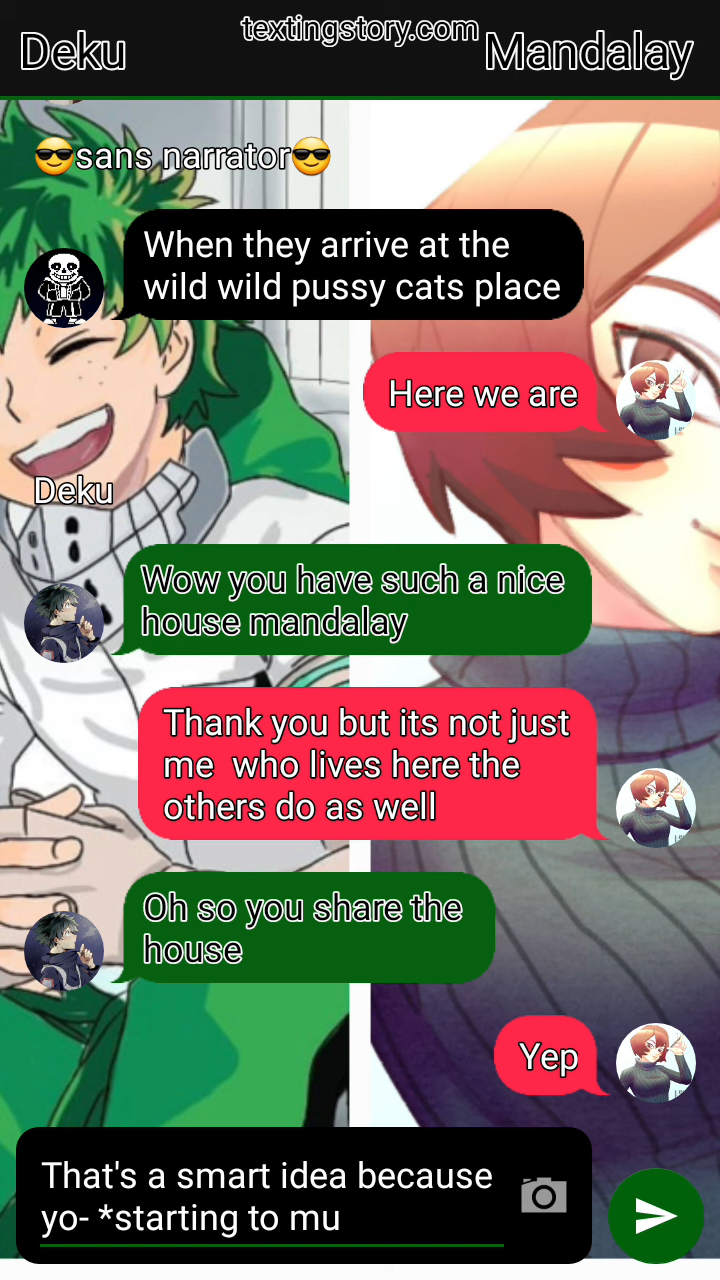 textingstory.com
Deku
Mandalay
😎sans narrator😎
When they arrive at the
wild wild pussy cats place
Here we are
Deku
Wow you have such a nice
house mandalay
Thank you but its not just
me  who lives here the
others do as well
Oh so you share the
house
Yep
That's a smart idea because
yo- *starting to mu